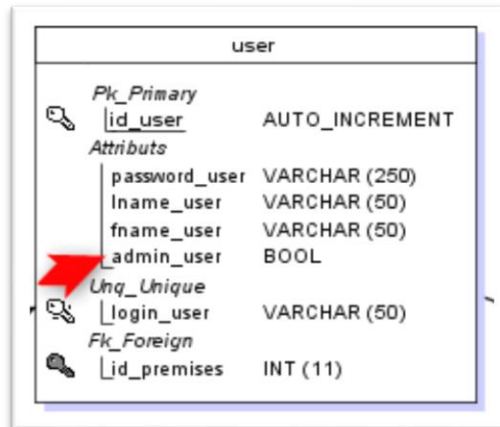 user
Pk_Primary
id_user AUTO_INCREMENT
Attributs
password_user VARCHAR (250)
lname_user VARCHAR (50)
fname_user VARCHAR (50)
admin_user BOOL
Unq_Unique
login_user VARCHAR (50)
Fk_Foreign
id_premises INT (11)